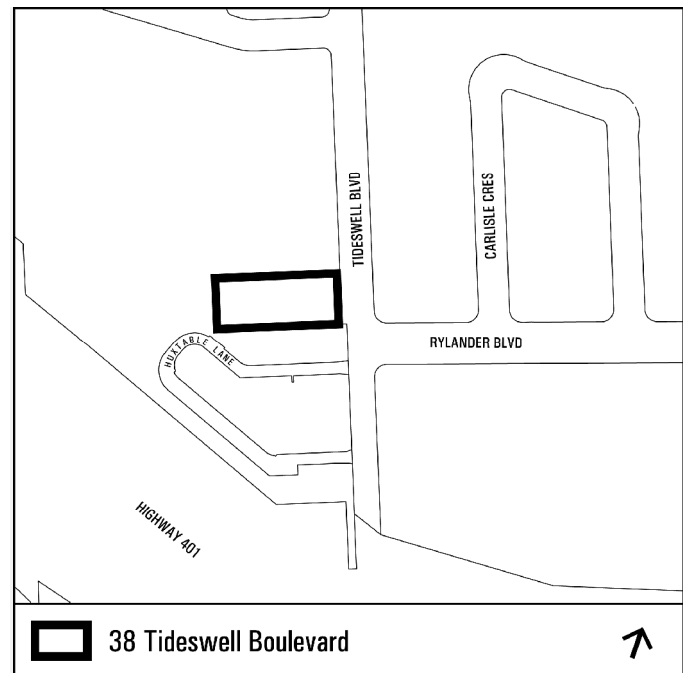 TIDESWELL BLVD
CARLISLE CRES
RYLANDER BLVD
HUXTABLE LANE
HIGHWAY 401
38 Tideswell Boulevard